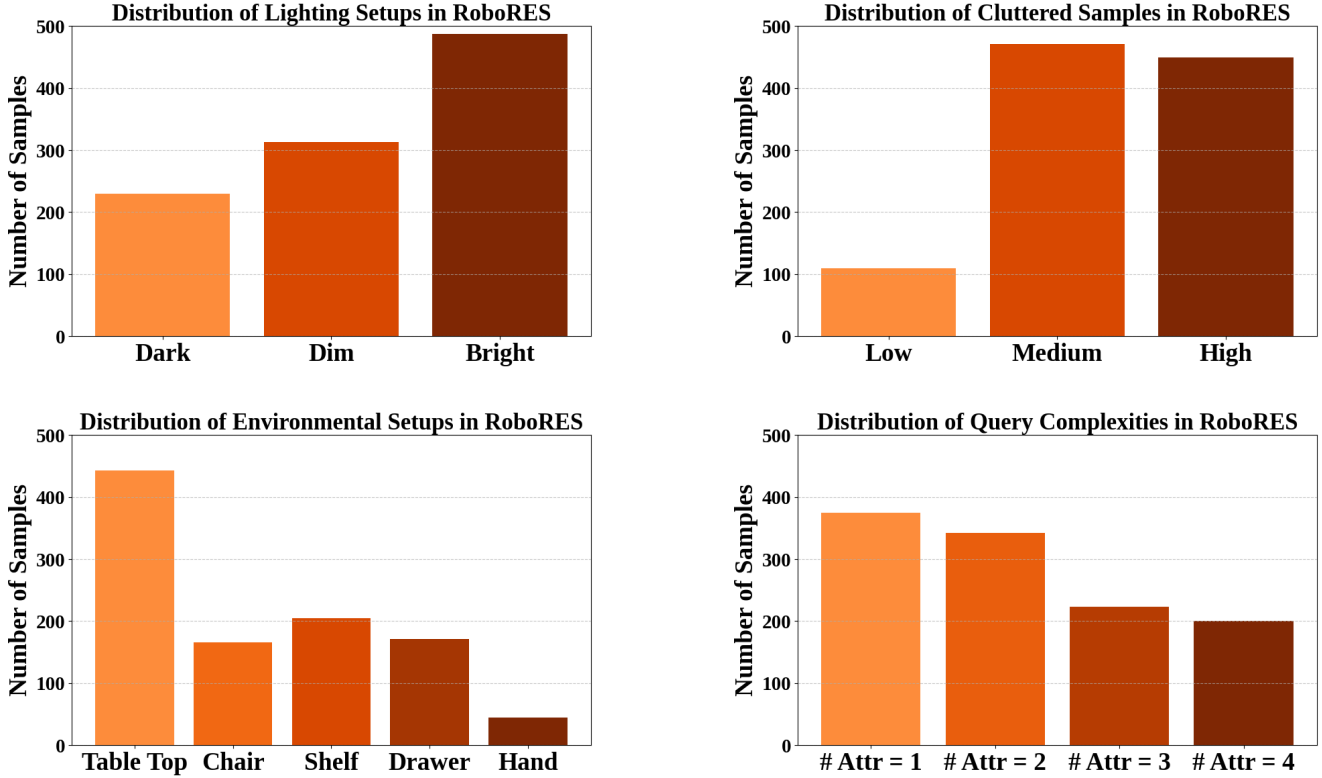 Distribution of Lighting Setups in RoboRES
Number of Samples
500
400
300
200
100
0
Dark Dim Bright
Distribution of Cluttered Samples in RoboRES
Number of Samples
500
400
300
200
100
0
Low Medium High
Distribution of Environmental Setups in RoboRES
Number of Samples
500
400
300
200
100
0
Table Top Chair Shelf Drawer Hand
Distribution of Query Complexities in RoboRES
Number of Samples
500
400
300
200
100
0
# Attr = 1 # Attr = 2 # Attr = 3 # Attr = 4